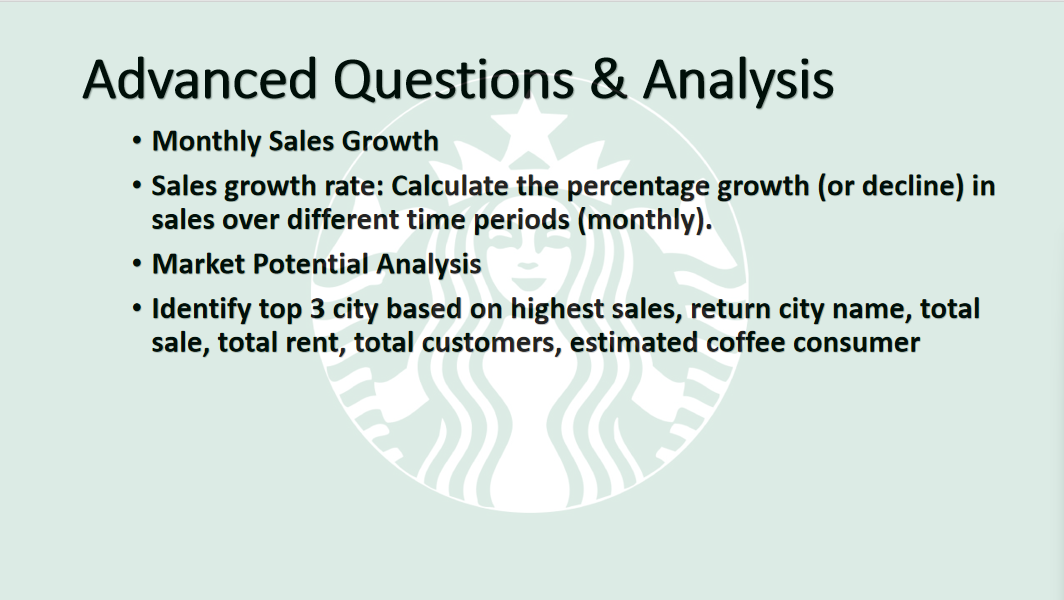 Advanced Questions & Analysis
• Monthly Sales Growth
• Sales growth rate: Calculate the percentage growth (or decline) in
sales over different time periods (monthly).
• Market Potential Analysis
• Identify top 3 city based on highest sales, return city name, total
sale, total rent, total customers, estimated coffee consumer